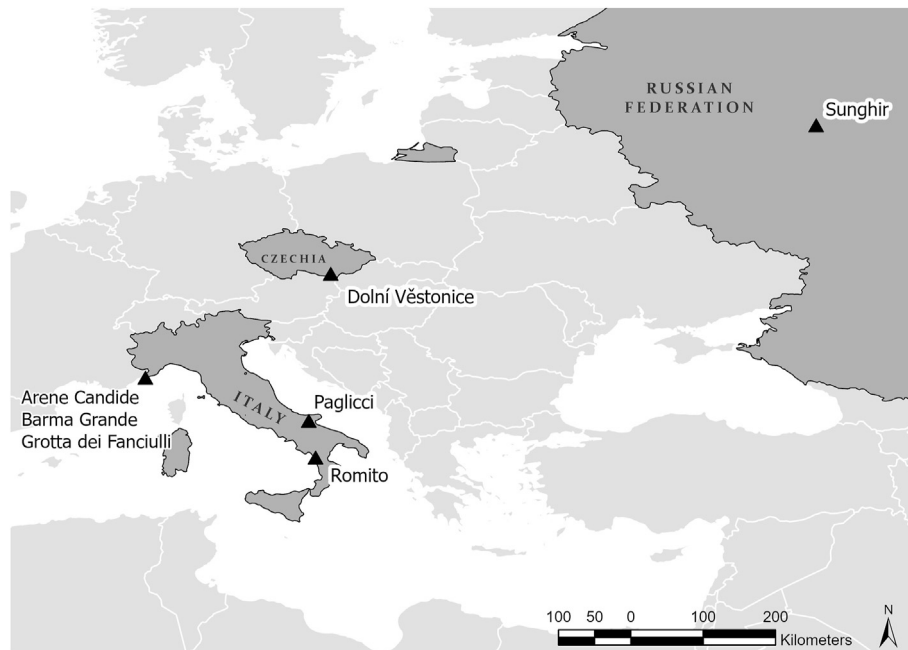 RUSSIAN
FEDERATION
Sunghir
CZECHIA
Dolní Věstonice
Arene Candide
Barma Grande
Grotta dei Fanciulli
ITALY
Paglicci
Romito
100 50 0 100 200
Kilometers
N